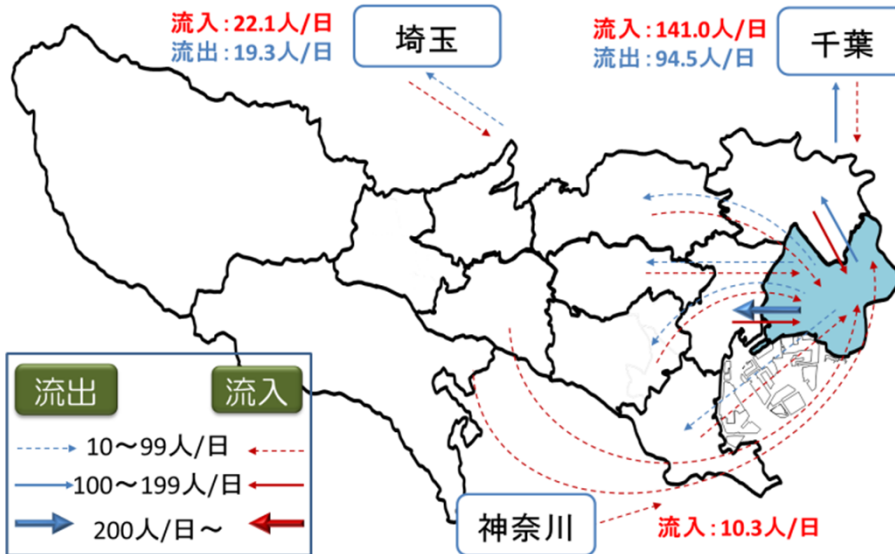 流入：22.1人/日
流出：19.3人/日
埼玉
流入：141.0人/日
流出：94.5人/日
千葉
流出
流入
10～99人/日
100～199人/日
200人/日～
神奈川
流入：10.3人/日